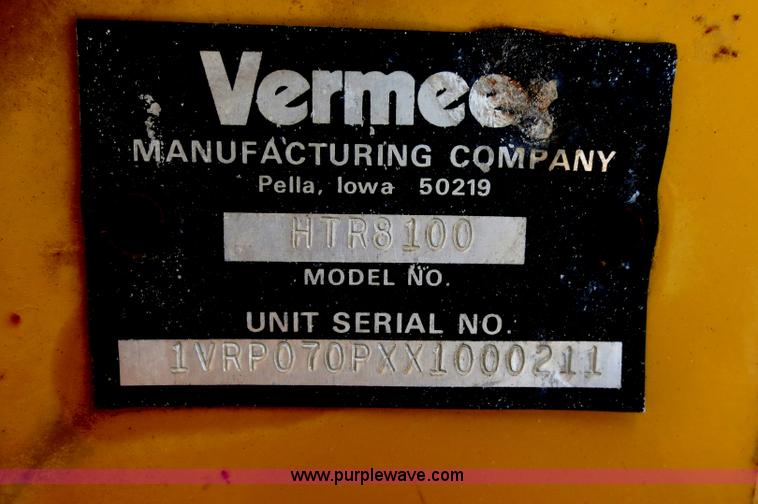 Vermeer
MANUFACTURING COMPANY
Pella, Iowa 50219
HTR8100
MODEL NO.
UNIT SERIAL NO.
1VRP070PXX1000211
www.purplewave.com